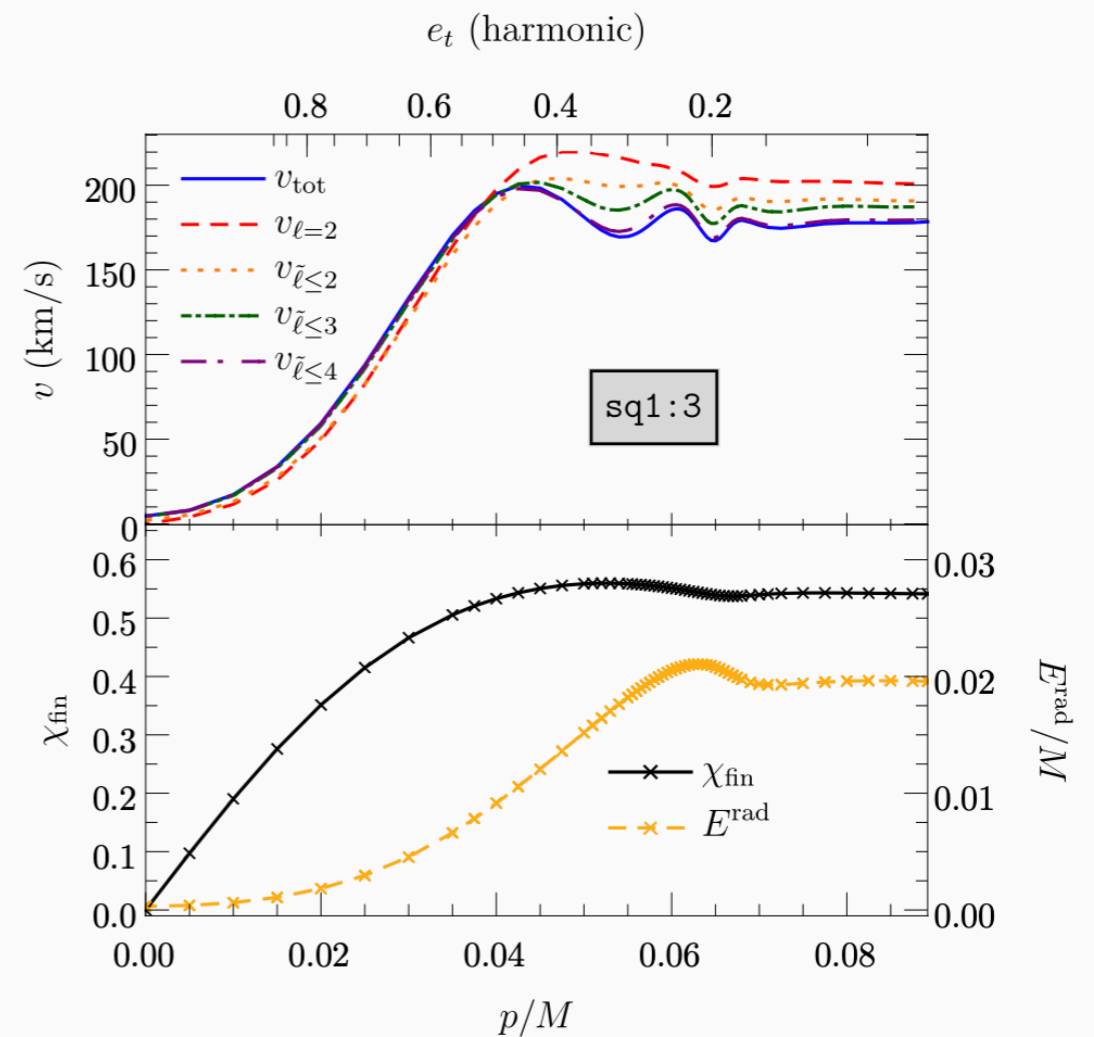 e_t (harmonic)
0.8 0.6 0.4 0.2
200
150
100
50
0
v (km/s)
v_tot
v_ℓ=2
v_ℓ̃≤2
v_ℓ̃≤3
v_ℓ̃≤4
sq1:3
0.6
0.5
0.4
0.3
0.2
0.1
0.0
χ_fin
0.03
0.02
0.01
0.00
E^rad/M
χ_fin
E^rad
0.00 0.02 0.04 0.06 0.08
p/M